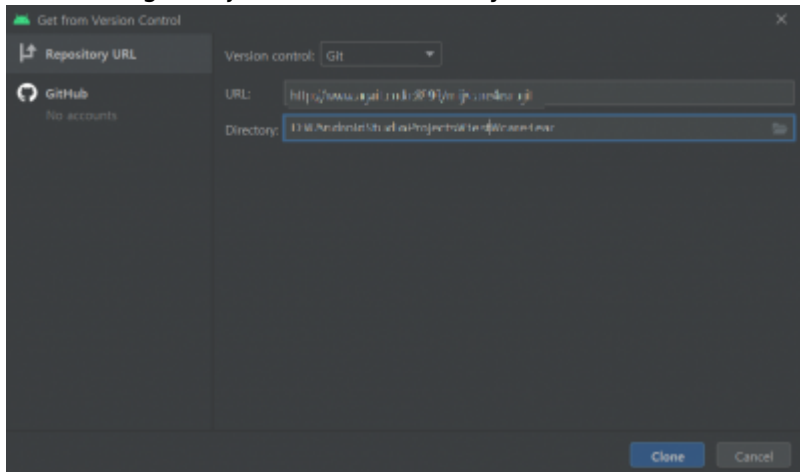 Get from Version Control
Repository URL
GitHub
No accounts
Version control: Git
URL:
Directory:
Clone
Cancel